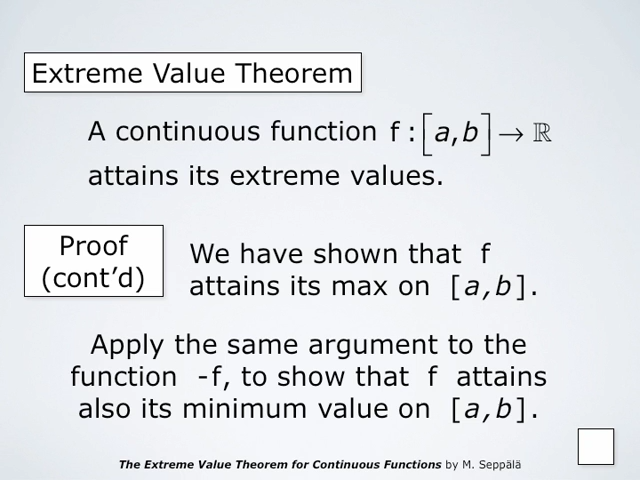 Extreme Value Theorem
A continuous function f : [a,b] → ℝ
attains its extreme values.
Proof
(cont’d)
We have shown that f
attains its max on [a,b].
Apply the same argument to the
function -f, to show that f attains
also its minimum value on [a,b].
The Extreme Value Theorem for Continuous Functions by M. Seppälä